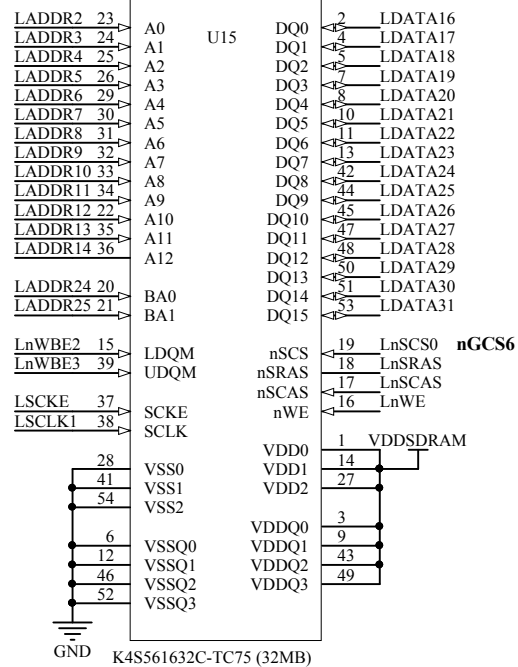 U15
LADDR2 23 A0 DQ0 2 LDATA16
LADDR3 24 A1 DQ1 4 LDATA17
LADDR4 25 A2 DQ2 5 LDATA18
LADDR5 26 A3 DQ3 7 LDATA19
LADDR6 29 A4 DQ4 8 LDATA20
LADDR7 30 A5 DQ5 10 LDATA21
LADDR8 31 A6 DQ6 11 LDATA22
LADDR9 32 A7 DQ7 13 LDATA23
LADDR10 33 A8 DQ8 42 LDATA24
LADDR11 34 A9 DQ9 44 LDATA25
LADDR12 22 A10 DQ10 45 LDATA26
LADDR13 35 A11 DQ11 47 LDATA27
LADDR14 36 A12 DQ12 48 LDATA28
DQ13 50 LDATA29
LADDR24 20 BA0 DQ14 51 LDATA30
LADDR25 21 BA1 DQ15 53 LDATA31
LnWBE2 15 LDQM nSCS 19 LnSCS0 nGCS6
LnWBE3 39 UDQM nSRAS 18 LnSRAS
nSCAS 17 LnSCAS
LSCKE 37 SCKE nWE 16 LnWE
LSCLK1 38 SCLK
VDD0 1 VDDSDRAM
28 VSS0 VDD1 14
41 VSS1 VDD2 27
54 VSS2
VDDQ0 3
6 VSSQ0 VDDQ1 9
12 VSSQ1 VDDQ2 43
46 VSSQ2 VDDQ3 49
52 VSSQ3
GND
K4S561632C-TC75 (32MB)